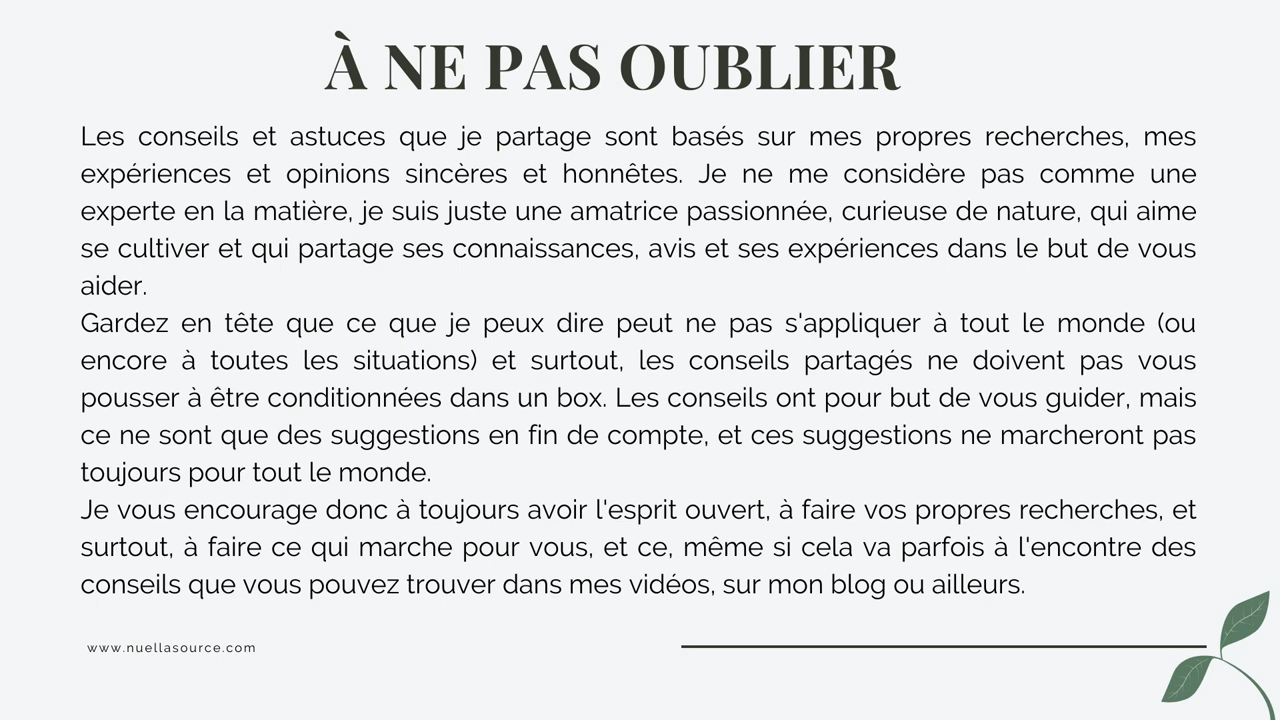 À NE PAS OUBLIER
Les conseils et astuces que je partage sont basés sur mes propres recherches, mes
expériences et opinions sincères et honnêtes. Je ne me considère pas comme une
experte en la matière, je suis juste une amatrice passionnée, curieuse de nature, qui aime
se cultiver et qui partage ses connaissances, avis et ses expériences dans le but de vous
aider.
Gardez en tête que ce que je peux dire peut ne pas s'appliquer à tout le monde (ou
encore à toutes les situations) et surtout, les conseils partagés ne doivent pas vous
pousser à être conditionnées dans un box. Les conseils ont pour but de vous guider, mais
ce ne sont que des suggestions en fin de compte, et ces suggestions ne marcheront pas
toujours pour tout le monde.
Je vous encourage donc à toujours avoir l'esprit ouvert, à faire vos propres recherches, et
surtout, à faire ce qui marche pour vous, et ce, même si cela va parfois à l'encontre des
conseils que vous pouvez trouver dans mes vidéos, sur mon blog ou ailleurs.
www.nuellasource.com